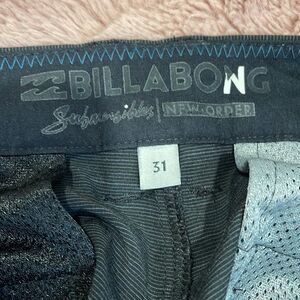 BILLABONG
Submersibles | NEW ORDER
31